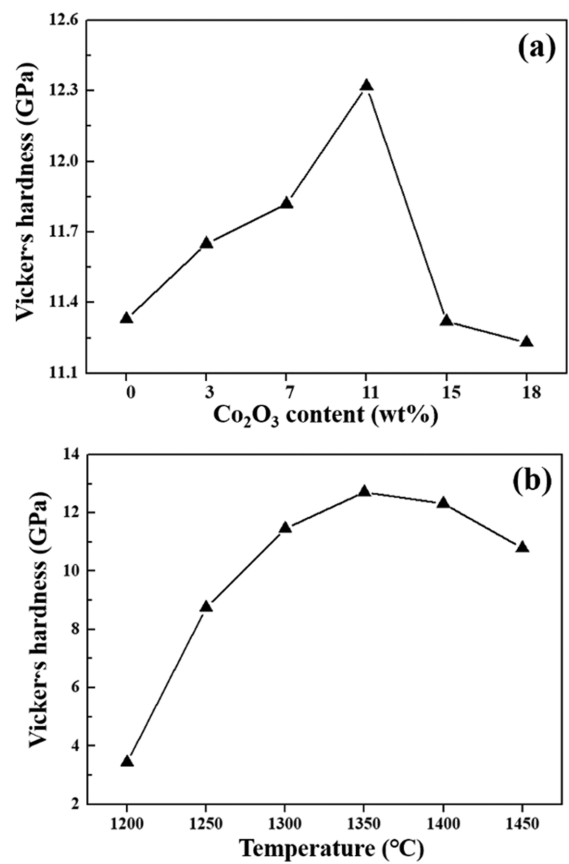 (a)
Vicker·s hardness (GPa)
12.6
12.3
12.0
11.7
11.4
11.1
0 3 7 11 15 18
Co₂O₃ content (wt%)
(b)
Vicker·s hardness (GPa)
14
12
10
8
6
4
2
1200 1250 1300 1350 1400 1450
Temperature (°C)